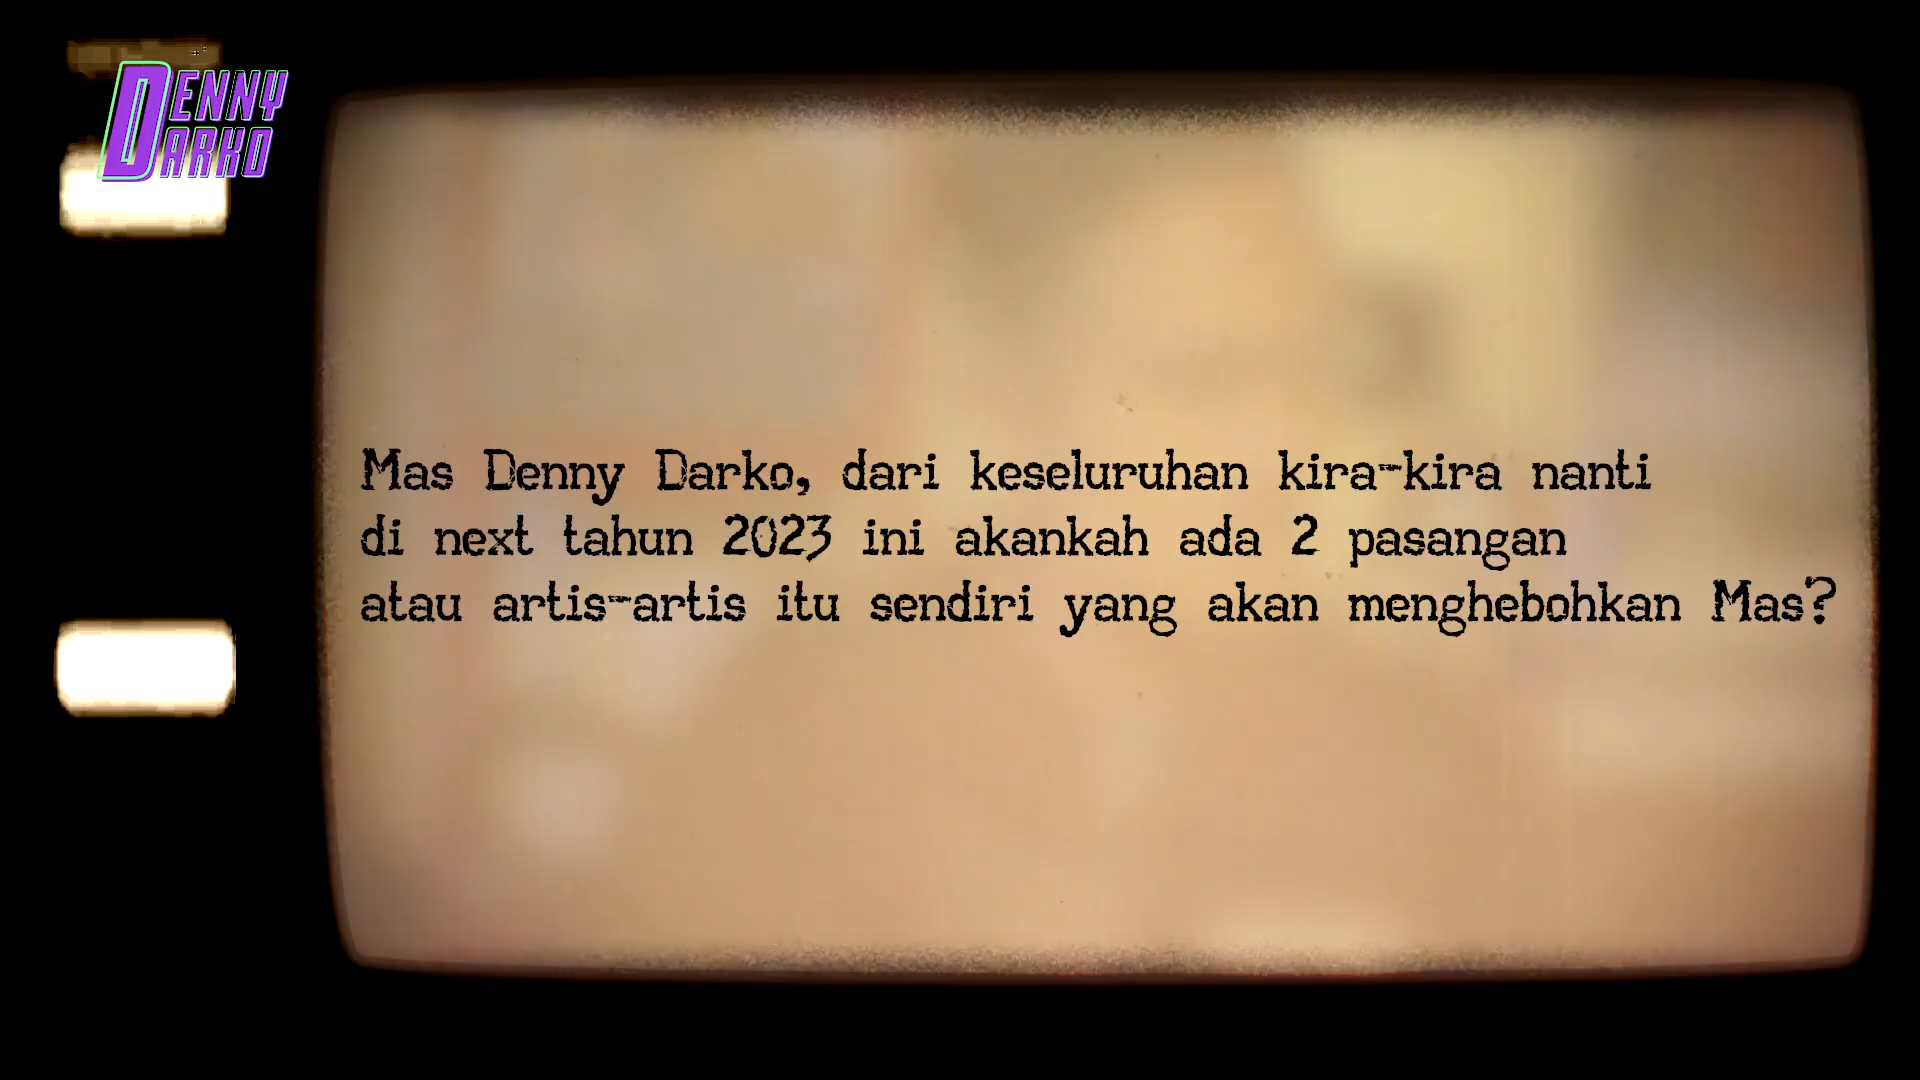 DENNY
DARKO
Mas Denny Darko, dari keseluruhan kira-kira nanti
di next tahun 2023 ini akankah ada 2 pasangan
atau artis-artis itu sendiri yang akan menghebohkan Mas?